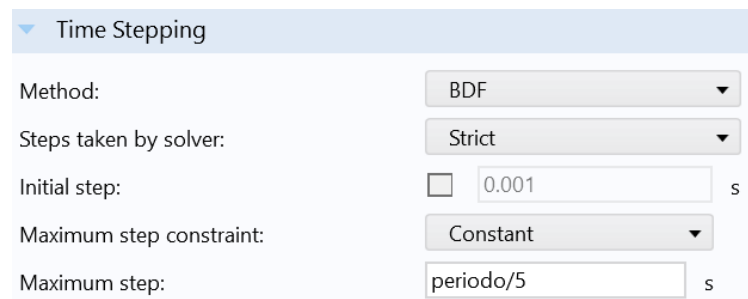 Time Stepping
Method: BDF
Steps taken by solver: Strict
Initial step: 0.001 s
Maximum step constraint: Constant
Maximum step: periodo/5 s